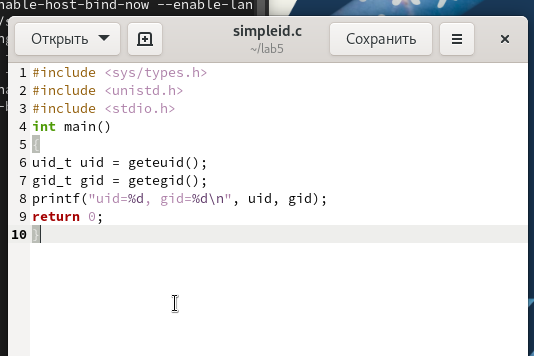 nable-host-bind-now --enable-lan
Открыть
simpleid.c
~/lab5
Сохранить
1 #include <sys/types.h>
2 #include <unistd.h>
3 #include <stdio.h>
4 int main()
5 {
6 uid_t uid = geteuid();
7 gid_t gid = getegid();
8 printf("uid=%d, gid=%d\n", uid, gid);
9 return 0;
10 }